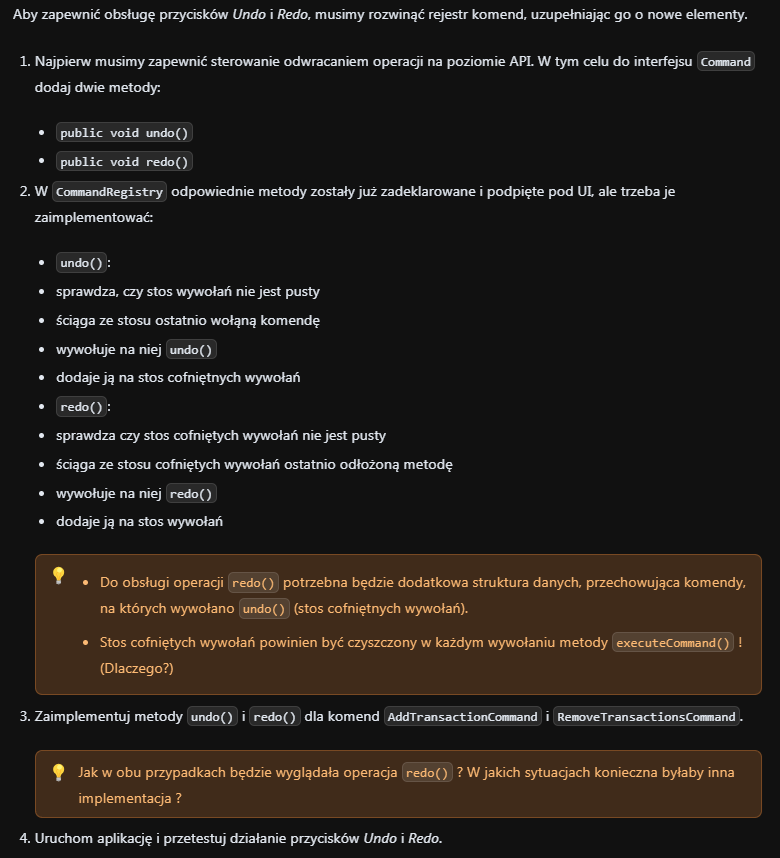 Aby zapewnić obsługę przycisków Undo i Redo, musimy rozwinąć rejestr komend, uzupełniając go o nowe elementy.
1. Najpierw musimy zapewnić sterowanie odwracaniem operacji na poziomie API. W tym celu do interfejsu Command
dodaj dwie metody:
• public void undo()
• public void redo()
2. W CommandRegistry odpowiednie metody zostały już zadeklarowane i podpięte pod UI, ale trzeba je
zaimplementować:
• undo():
• sprawdza, czy stos wywołań nie jest pusty
• ściąga ze stosu ostatnio wołąną komendę
• wywołuje na niej undo()
• dodaje ją na stos cofniętnych wywołań
• redo():
• sprawdza czy stos cofniętych wywołań nie jest pusty
• ściąga ze stosu cofniętych wywołań ostatnio odłożoną metodę
• wywołuje na niej redo()
• dodaje ją na stos wywołań
• Do obsługi operacji redo() potrzebna będzie dodatkowa struktura danych, przechowująca komendy,
na których wywołano undo() (stos cofniętnych wywołań).
• Stos cofniętych wywołań powinien być czyszczony w każdym wywołaniu metody executeCommand() !
(Dlaczego?)
3. Zaimplementuj metody undo() i redo() dla komend AddTransactionCommand i RemoveTransactionsCommand.
Jak w obu przypadkach będzie wyglądała operacja redo() ? W jakich sytuacjach konieczna byłaby inna
implementacja ?
4. Uruchom aplikację i przetestuj działanie przycisków Undo i Redo.